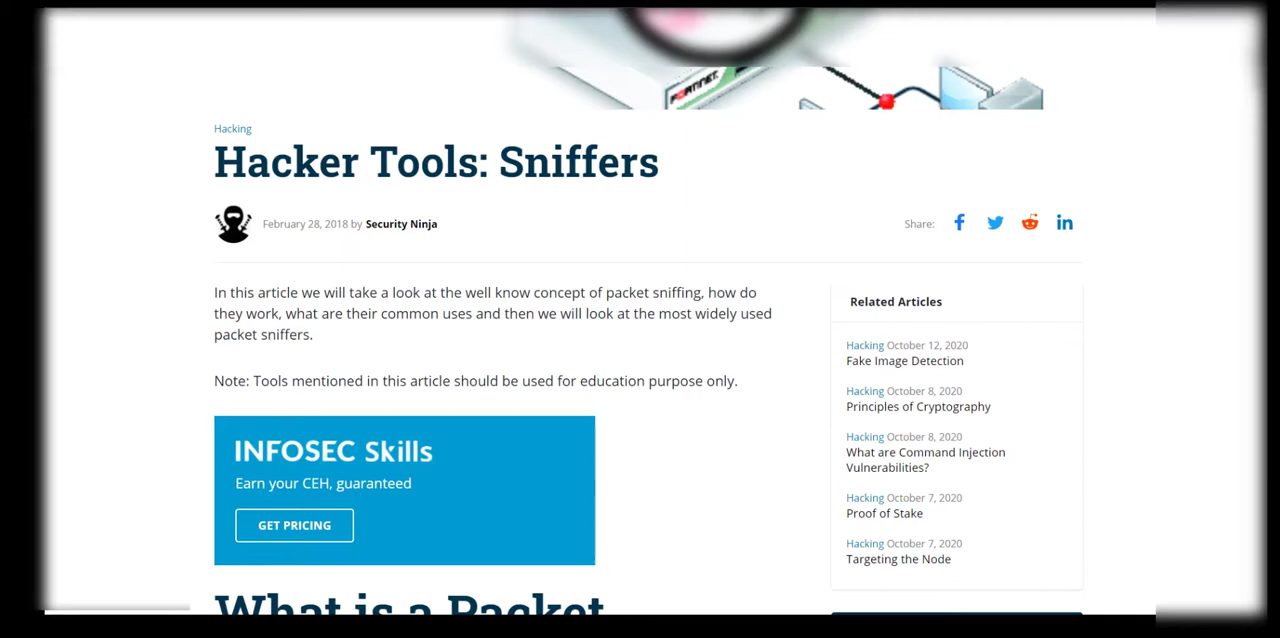 FORTINET
Hacking
Hacker Tools: Sniffers
February 28, 2018 by Security Ninja
Share:
In this article we will take a look at the well know concept of packet sniffing, how do
they work, what are their common uses and then we will look at the most widely used
packet sniffers.
Note: Tools mentioned in this article should be used for education purpose only.
INFOSEC Skills
Earn your CEH, guaranteed
GET PRICING
What is a Packet
Related Articles
Hacking October 12, 2020
Fake Image Detection
Hacking October 8, 2020
Principles of Cryptography
Hacking October 8, 2020
What are Command Injection
Vulnerabilities?
Hacking October 7, 2020
Proof of Stake
Hacking October 7, 2020
Targeting the Node